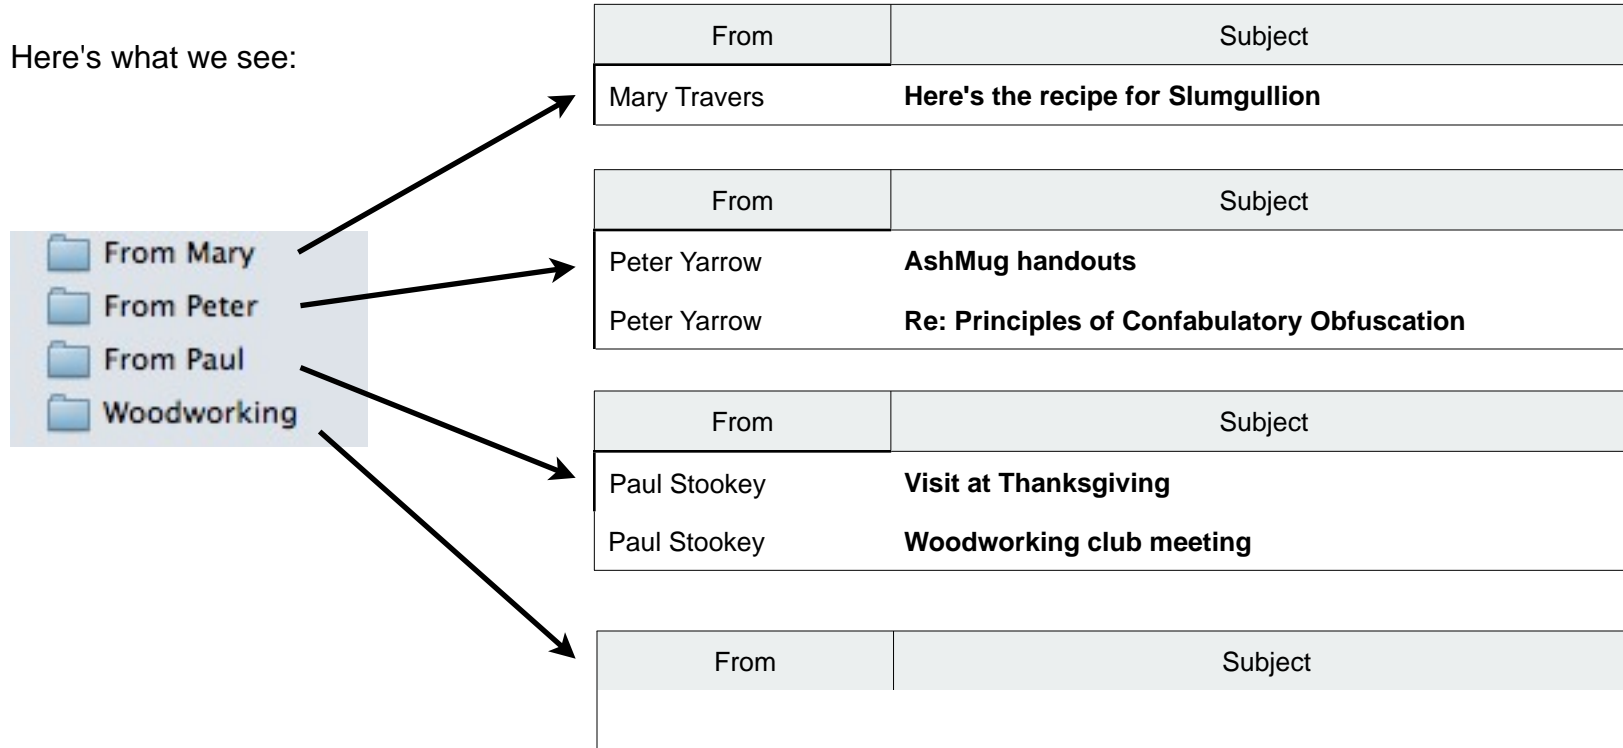 Here's what we see:
From Mary
From Peter
From Paul
Woodworking
From Subject
Mary Travers Here's the recipe for Slumgullion
From Subject
Peter Yarrow AshMug handouts
Peter Yarrow Re: Principles of Confabulatory Obfuscation
From Subject
Paul Stookey Visit at Thanksgiving
Paul Stookey Woodworking club meeting
From Subject